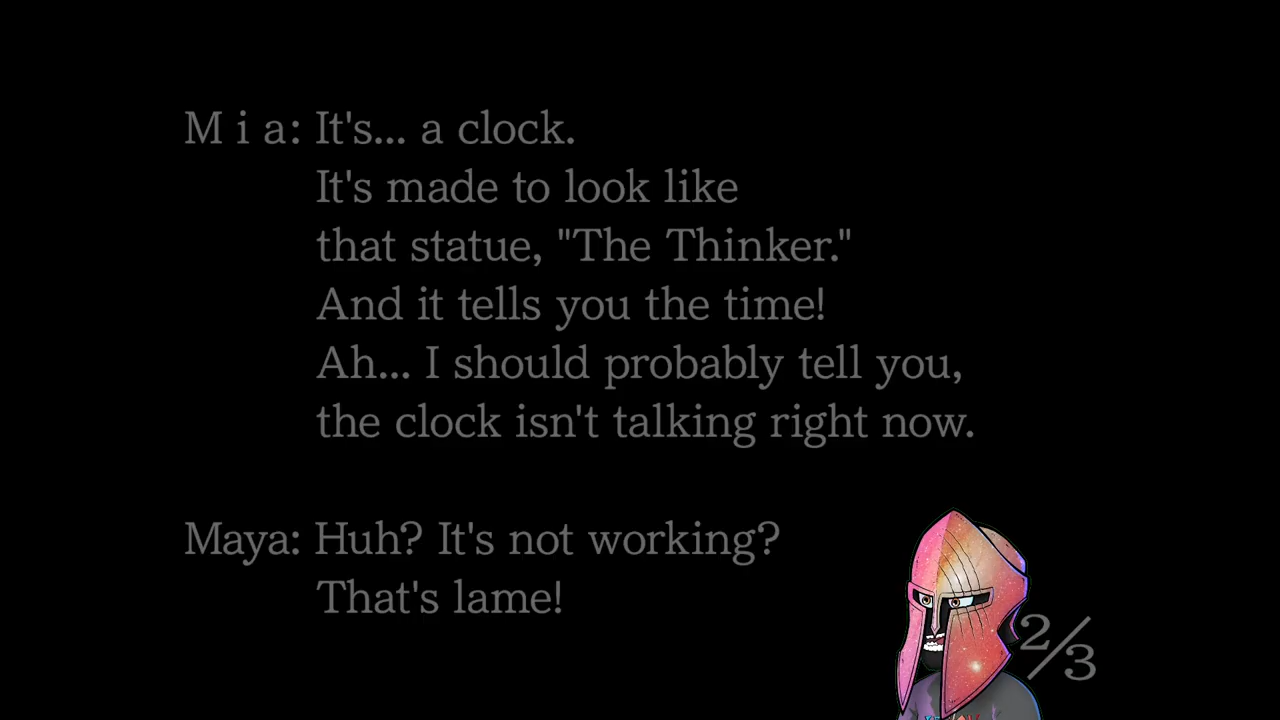 M i a: It's... a clock.
It's made to look like
that statue, "The Thinker."
And it tells you the time!
Ah... I should probably tell you,
the clock isn't talking right now.
Maya: Huh? It's not working?
That's lame!
2/3